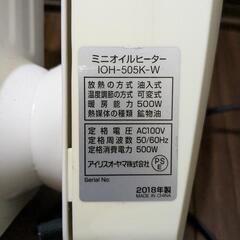 ミニオイルヒーター
IOH-505K-W
放熱の方式 油入式
温度調節の方式 可変式
暖房能力 500W
熱媒体の種類 鉱物油
定格電圧 AC100V
定格周波数 50/60Hz
定格消費電力 500W
アイリスオーヤマ株式会社
PSE
Serial No.:
2018年製
MADE IN CHINA